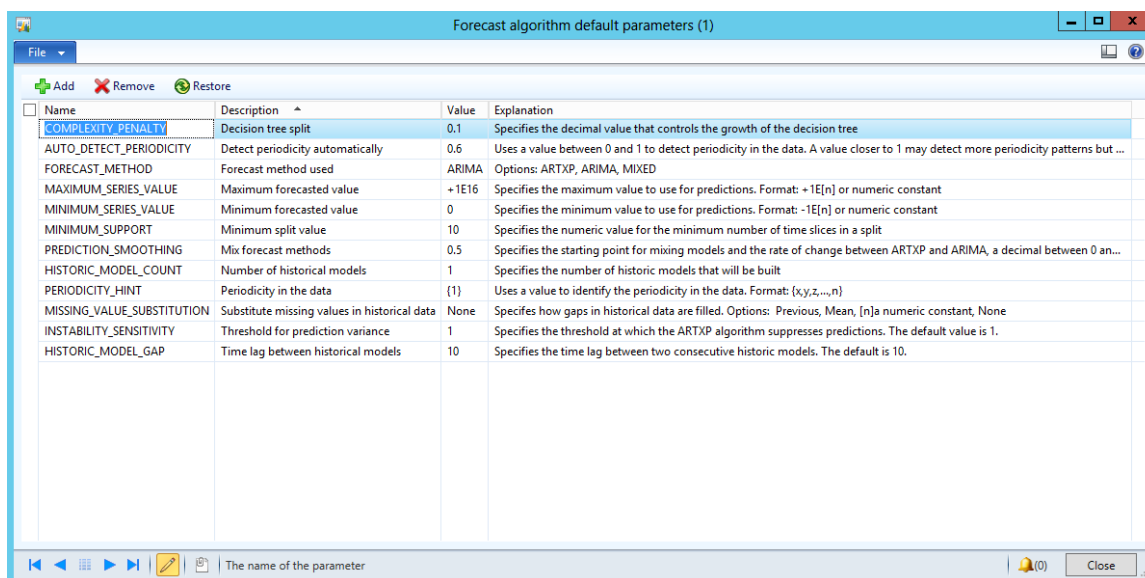 Forecast algorithm default parameters (1)
File
Add Remove Restore
Name Description Value Explanation
COMPLEXITY_PENALTY Decision tree split 0.1 Specifies the decimal value that controls the growth of the decision tree
AUTO_DETECT_PERIODICITY Detect periodicity automatically 0.6 Uses a value between 0 and 1 to detect periodicity in the data. A value closer to 1 may detect more periodicity patterns but ...
FORECAST_METHOD Forecast method used ARIMA Options: ARTXP, ARIMA, MIXED
MAXIMUM_SERIES_VALUE Maximum forecasted value +1E16 Specifies the maximum value to use for predictions. Format: +1E[n] or numeric constant
MINIMUM_SERIES_VALUE Minimum forecasted value 0 Specifies the minimum value to use for predictions. Format: -1E[n] or numeric constant
MINIMUM_SUPPORT Minimum split value 10 Specifies the numeric value for the minimum number of time slices in a split
PREDICTION_SMOOTHING Mix forecast methods 0.5 Specifies the starting point for mixing models and the rate of change between ARTXP and ARIMA, a decimal between 0 an...
HISTORIC_MODEL_COUNT Number of historical models 1 Specifies the number of historic models that will be built
PERIODICITY_HINT Periodicity in the data {1} Uses a value to identify the periodicity in the data. Format: {x,y,z,...,n}
MISSING_VALUE_SUBSTITUTION Substitute missing values in historical data None Specifes how gaps in historical data are filled. Options: Previous, Mean, [n]a numeric constant, None
INSTABILITY_SENSITIVITY Threshold for prediction variance 1 Specifies the threshold at which the ARTXP algorithm suppresses predictions. The default value is 1.
HISTORIC_MODEL_GAP Time lag between historical models 10 Specifies the time lag between two consecutive historic models. The default is 10.
The name of the parameter (0) Close